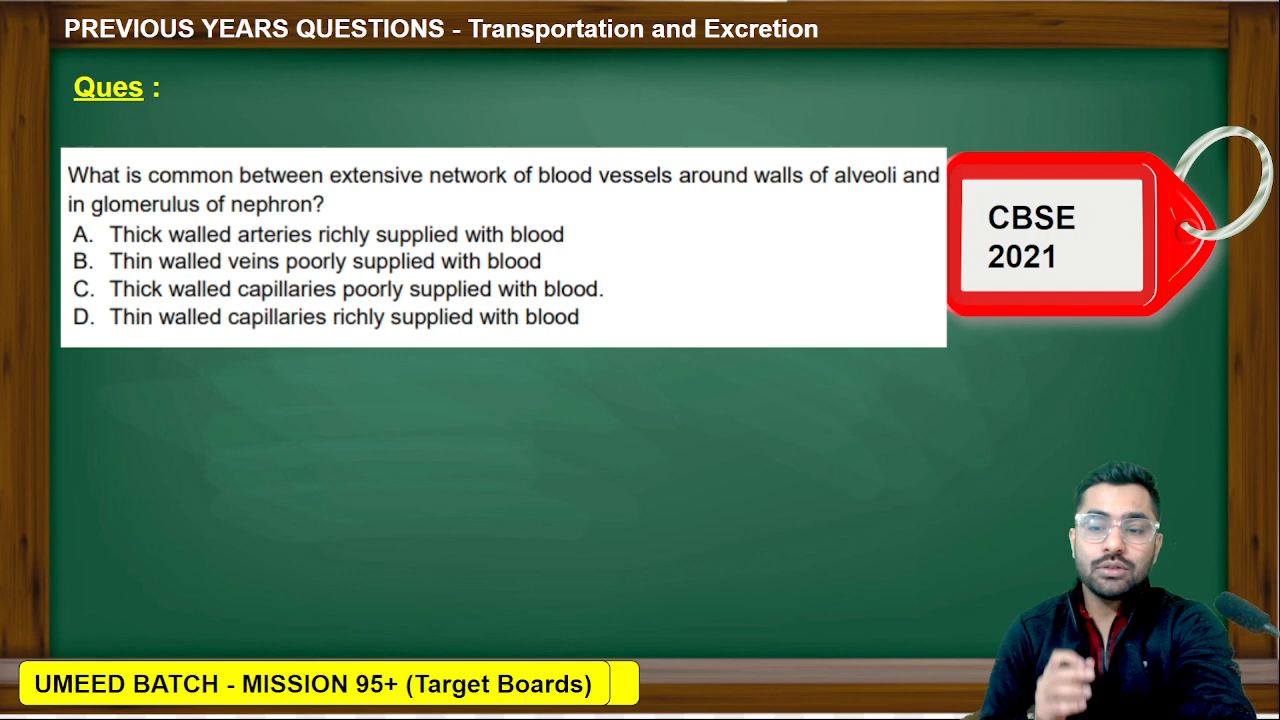 PREVIOUS YEARS QUESTIONS - Transportation and Excretion
Ques :
What is common between extensive network of blood vessels around walls of alveoli and
in glomerulus of nephron?
A. Thick walled arteries richly supplied with blood
B. Thin walled veins poorly supplied with blood
C. Thick walled capillaries poorly supplied with blood.
D. Thin walled capillaries richly supplied with blood
CBSE
2021
UMEED BATCH - MISSION 95+ (Target Boards)